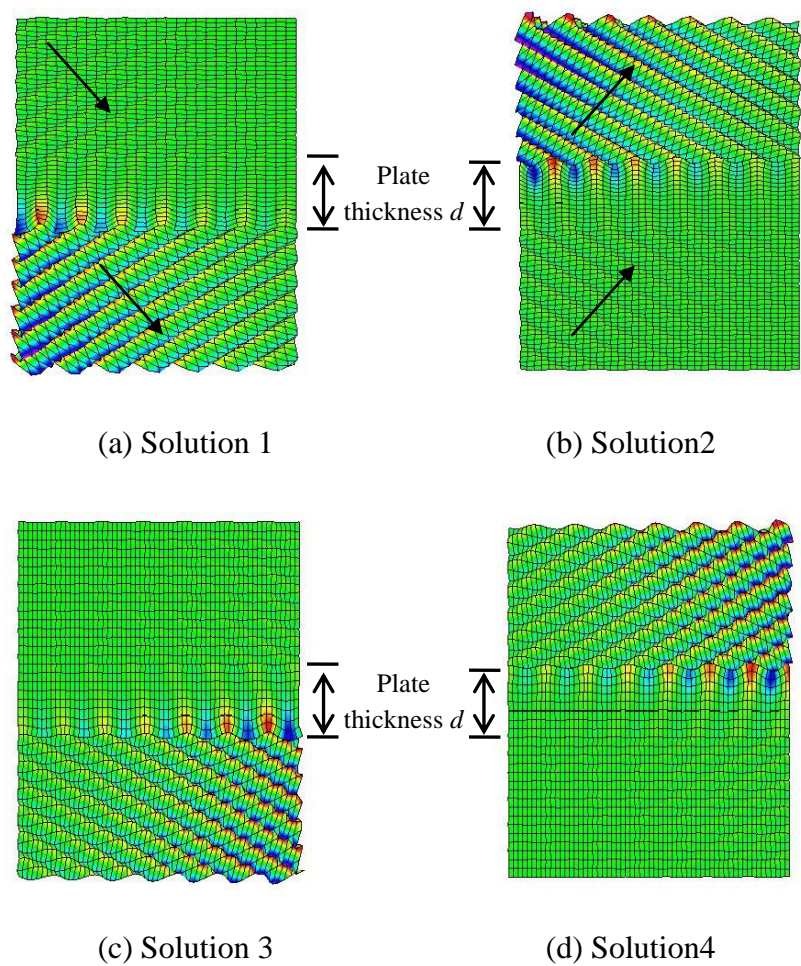 Plate
thickness d
(a) Solution 1
(b) Solution2
Plate
thickness d
(c) Solution 3
(d) Solution4